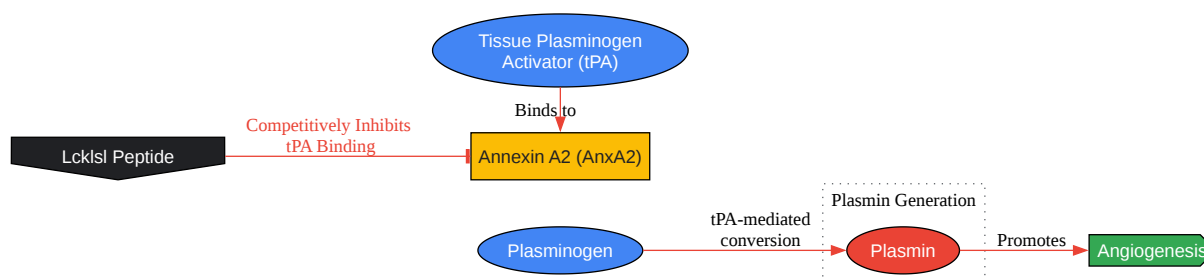 Tissue Plasminogen
Activator (tPA)
Binds to
Competitively Inhibits
tPA Binding
Lcklsl Peptide
Annexin A2 (AnxA2)
Plasmin Generation
tPA-mediated
conversion
Plasminogen
Plasmin
Promotes
Angiogenesis